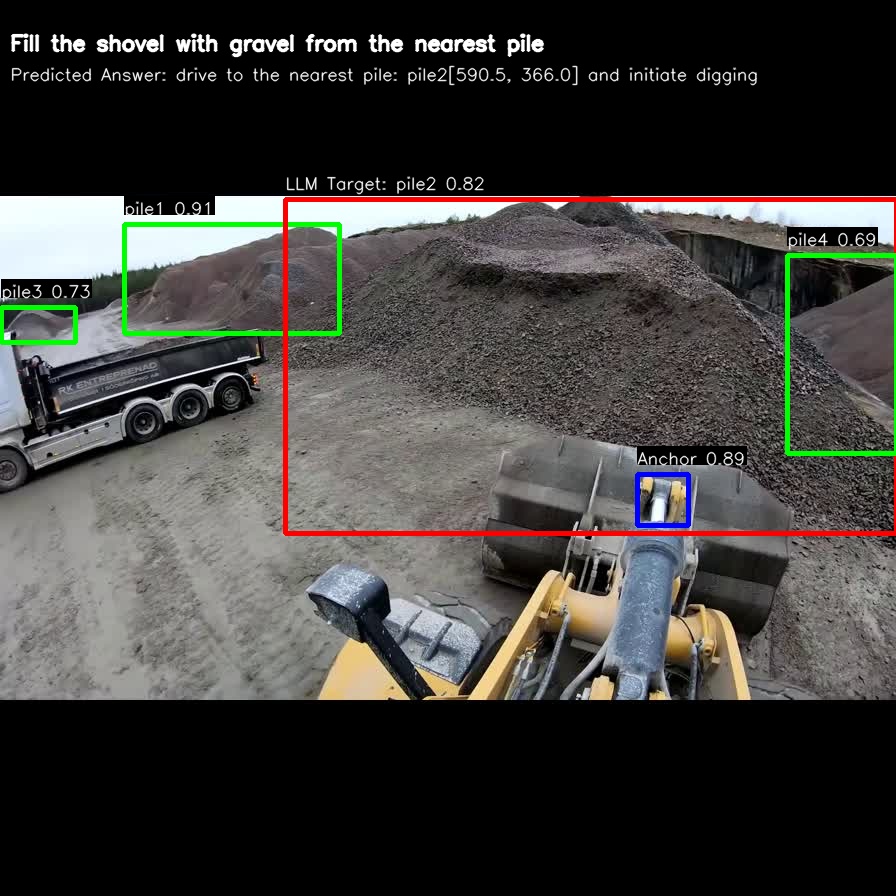 Fill the shovel with gravel from the nearest pile
Predicted Answer: drive to the nearest pile: pile2[590.5, 366.0] and initiate digging
LLM Target: pile2 0.82
pile1 0.91
pile4 0.69
pile3 0.73
RK ENTREPRENAD
Anchor 0.89